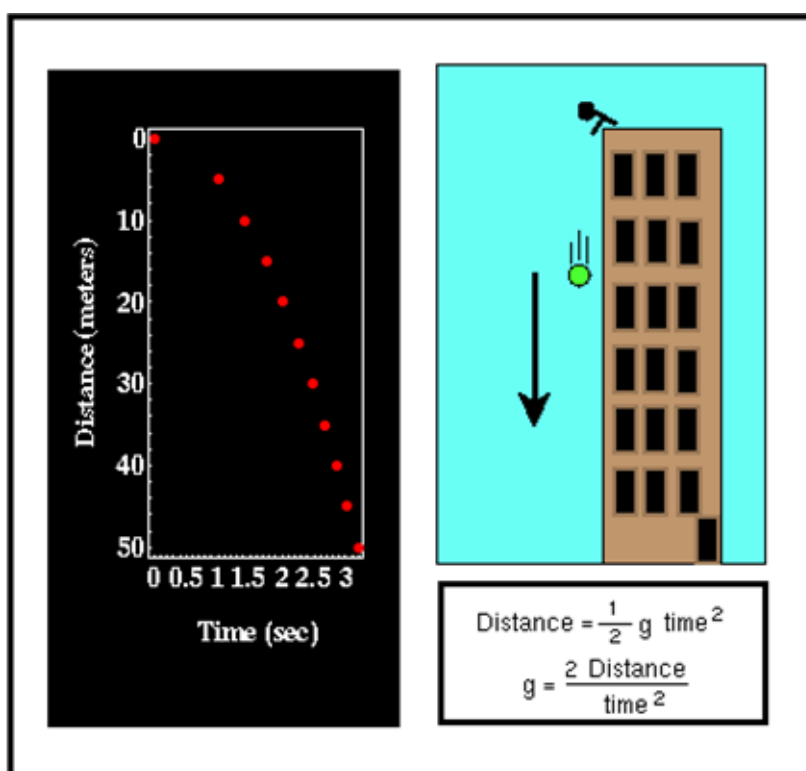 0
10
20
30
40
50
Distance (meters)
0 0.5 1 1.5 2 2.5 3
Time (sec)
Distance = 1/2 g time²
g = 2 Distance / time²